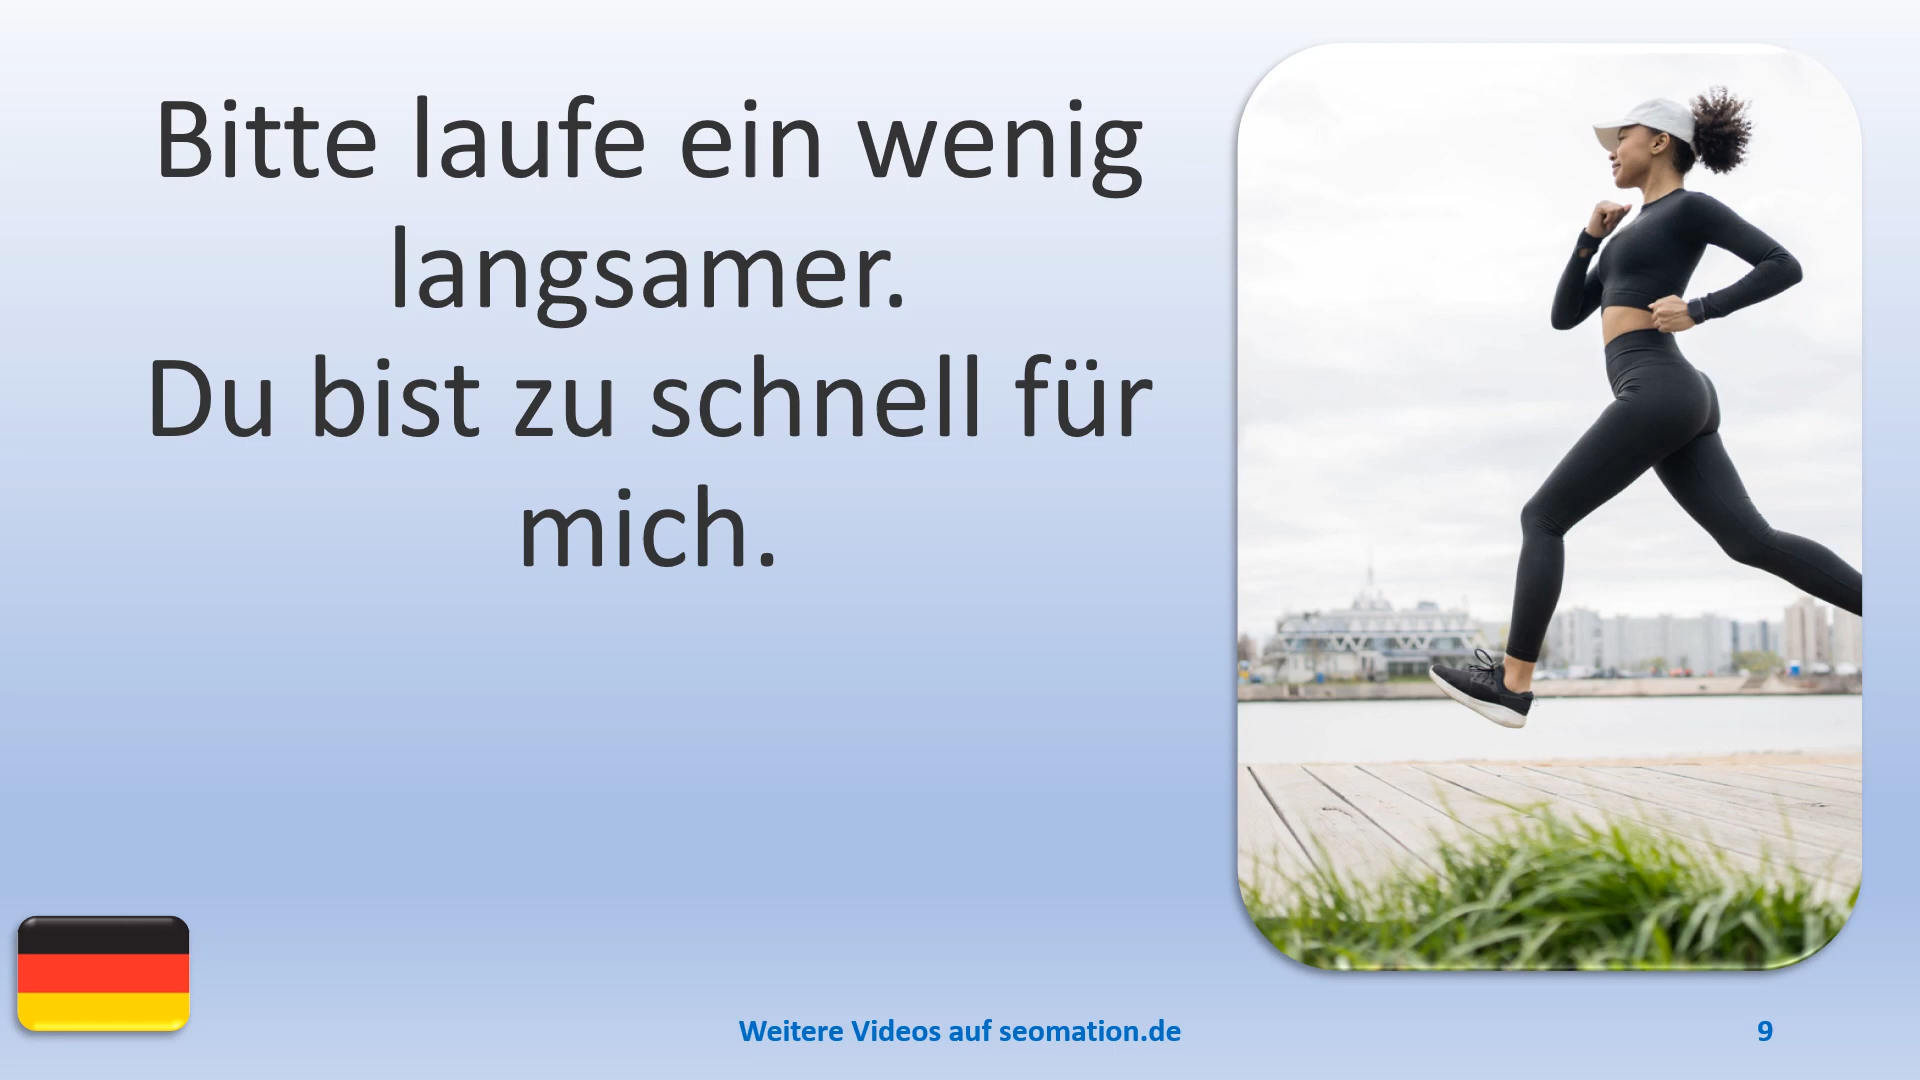 Bitte laufe ein wenig
langsamer.
Du bist zu schnell für
mich.
Weitere Videos auf seomation.de
9